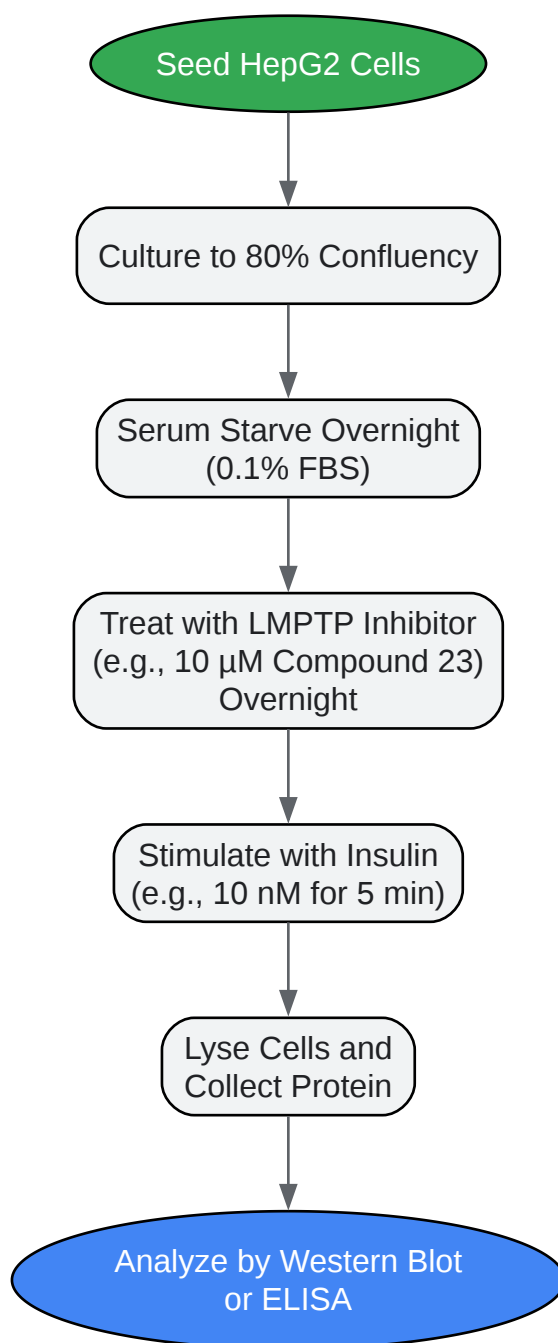 Seed HepG2 Cells
Culture to 80% Confluency
Serum Starve Overnight
(0.1% FBS)
Treat with LMPTP Inhibitor
(e.g., 10 µM Compound 23)
Overnight
Stimulate with Insulin
(e.g., 10 nM for 5 min)
Lyse Cells and
Collect Protein
Analyze by Western Blot
or ELISA